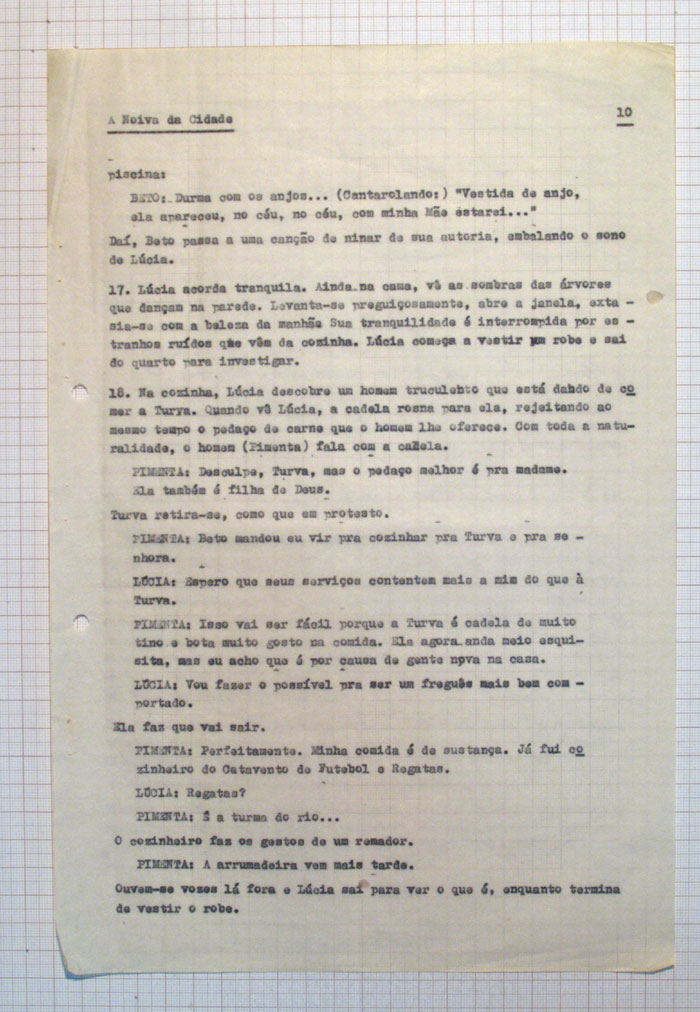 A Noiva da Cidade 10
piscina:
BETO: Durma com os anjos... (Cantarolando:) "Vestida de anjo,
ela apareceu, no céu, no céu, com minha Mãe estarei..."
Daí, Beto passa a uma canção de ninar de sua autoria, embalando o sono
de Lúcia.
17. Lúcia acorda tranquila. Ainda na cama, vê as sombras das árvores
que dançam na parede. Levanta-se preguiçosamente, abre a janela, exta -
sia-se com a beleza da manhãe Sua tranquilidade é interrompida por es -
tranhos ruídos que vêm da cozinha. Lúcia começa a vestir um robe e sai
do quarto para investigar.
18. Na cozinha, Lúcia descobre um homem truculehto que está dahdo de co
mer a Turva. Quando vê Lúcia, a cadela rosna para ela, rejeitando ao
mesmo tempo o pedaço de carne que o homem lhe oferece. Com toda a natu-
ralidade, o homem (Pimenta) fala com a cadela.
PIMENTA: Desculpe, Turva, mas o pedaço melhor é pra madame.
Ela também é filha de Deus.
Turva retira-se, como que em protesto.
PIMENTA: Beto mandou eu vir pra cozinhar pra Turva e pra se -
nhora.
LÚCIA: Espero que seus serviços contentem mais a mim do que à
Turva.
PIMENTA: Isso vai ser fácil porque a Turva é cadela de muito
tino e bota muito gosto na comida. Ela agora anda meio esqui-
sita, mas eu acho que é por causa de gente nova na casa.
LÚCIA: Vou fazer o possível pra ser um freguês mais bem com -
portado.
Ela faz que vai sair.
PIMENTA: Perfeitamente. Minha comida é de sustança. Já fui co
zinheiro do Catavento de Futebol e Regatas.
LÚCIA: Regatas?
PIMENTA: É a turma do rio...
O cozinheiro faz os gestos de um remador.
PIMENTA: A arrumadeira vem mais tarde.
Ouvem-se vozes lá fora e Lúcia sai para ver o que é, enquanto termina
de vestir o robe.